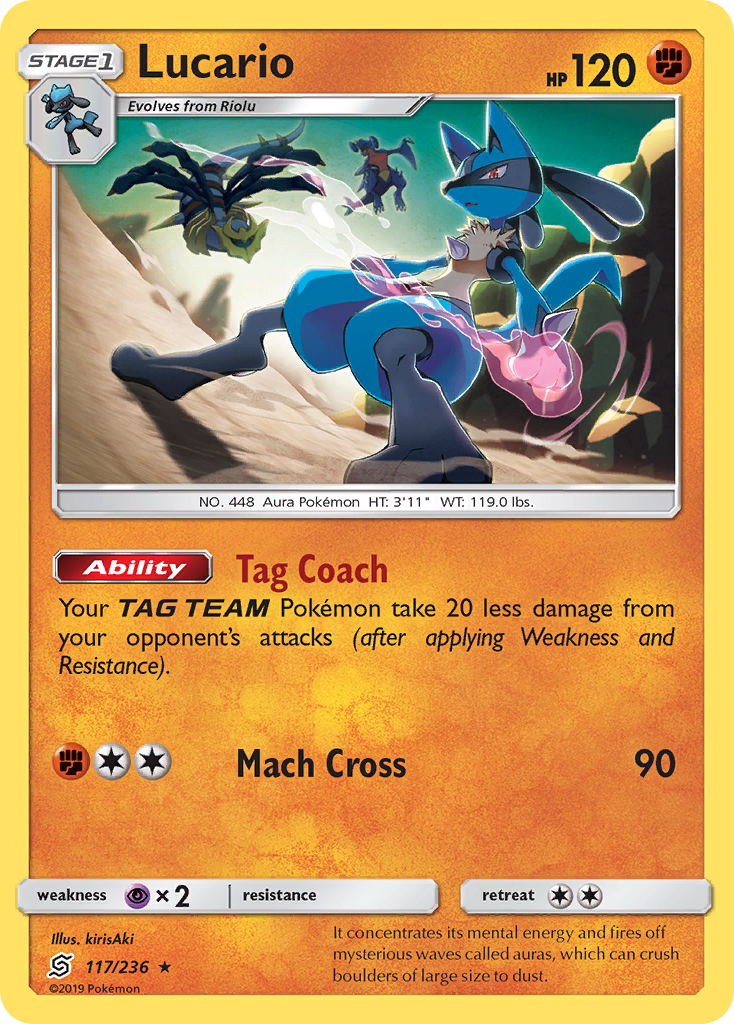 STAGE1
Lucario
HP 120
Evolves from Riolu
NO. 448 Aura Pokémon HT: 3'11" WT: 119.0 lbs.
Ability Tag Coach
Your TAG TEAM Pokémon take 20 less damage from
your opponent's attacks (after applying Weakness and
Resistance).
Mach Cross 90
weakness ×2 resistance retreat
Illus. kirisAki
117/236 ★
©2019 Pokémon
It concentrates its mental energy and fires off
mysterious waves called auras, which can crush
boulders of large size to dust.